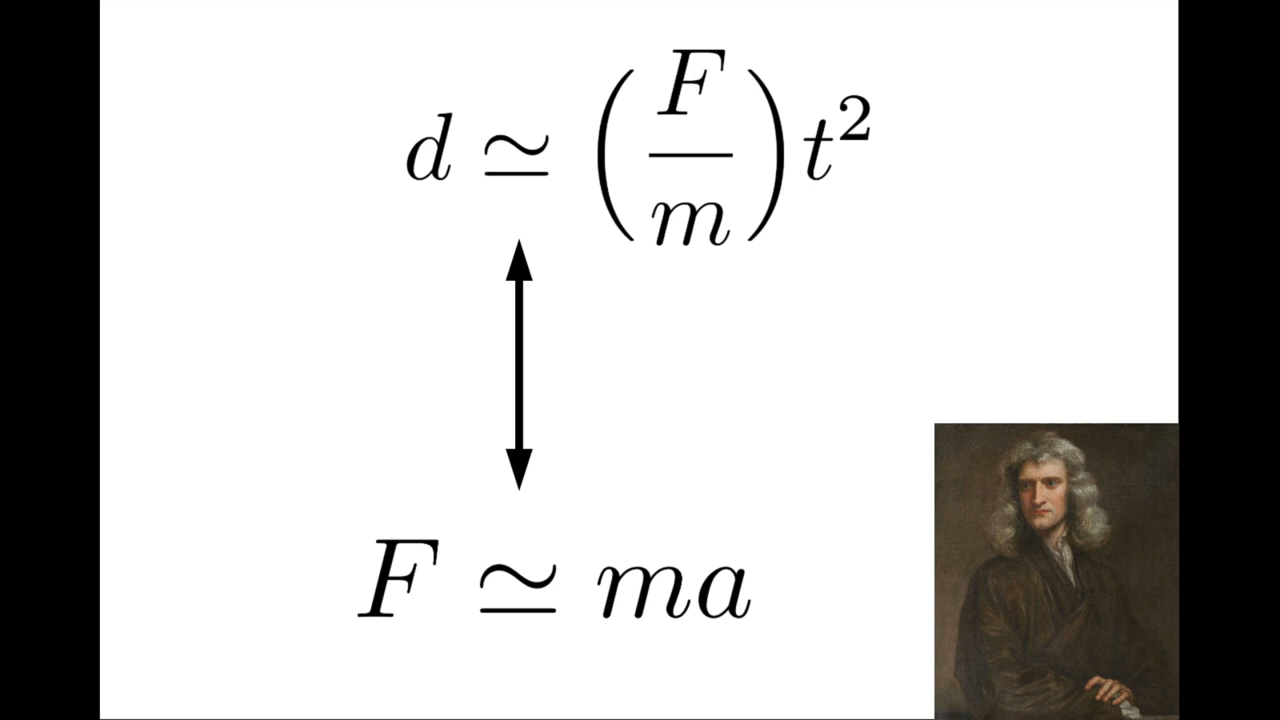 d ≃ (F/m) t²
F ≃ ma